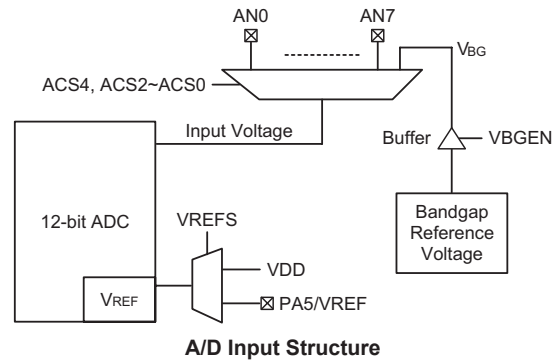 AN0 AN7
VBG
ACS4, ACS2~ACS0
Input Voltage
Buffer VBGEN
12-bit ADC
Bandgap
Reference
Voltage
VREFS
VDD
VREF
PA5/VREF
A/D Input Structure